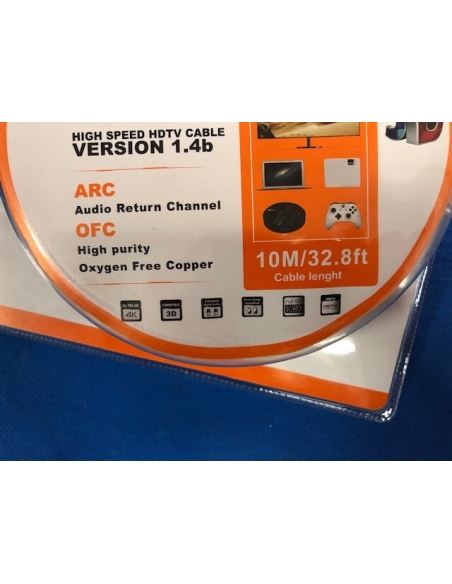 HIGH SPEED HDTV CABLE
VERSION 1.4b
ARC
Audio Return Channel
OFC
High purity
Oxygen Free Copper
10M/32.8ft
Cable lenght
4K
3D